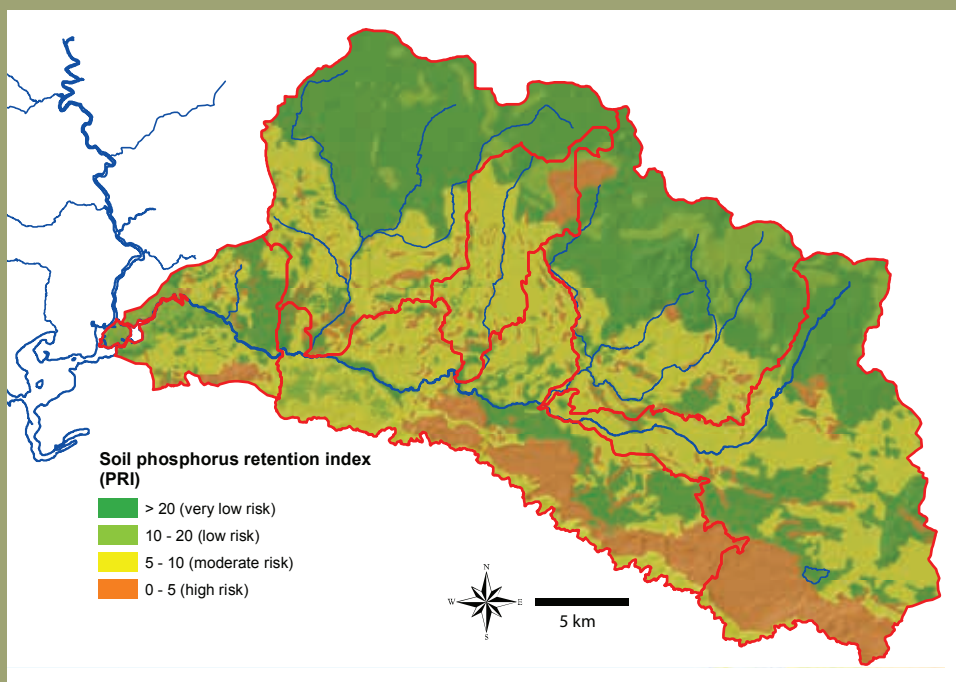 Soil phosphorus retention index
(PRI)
> 20 (very low risk)
10 - 20 (low risk)
5 - 10 (moderate risk)
0 - 5 (high risk)
N
W
E
S
5 km